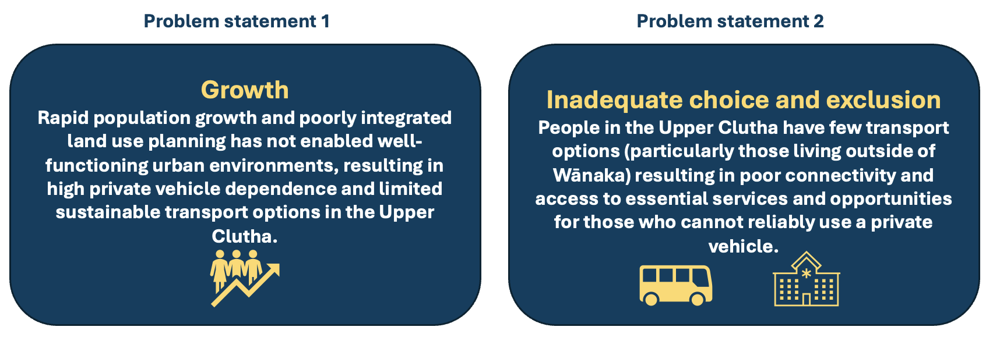 Problem statement 1
Growth
Rapid population growth and poorly integrated
land use planning has not enabled well-
functioning urban environments, resulting in
high private vehicle dependence and limited
sustainable transport options in the Upper
Clutha.
Problem statement 2
Inadequate choice and exclusion
People in the Upper Clutha have few transport
options (particularly those living outside of
Wānaka) resulting in poor connectivity and
access to essential services and opportunities
for those who cannot reliably use a private
vehicle.